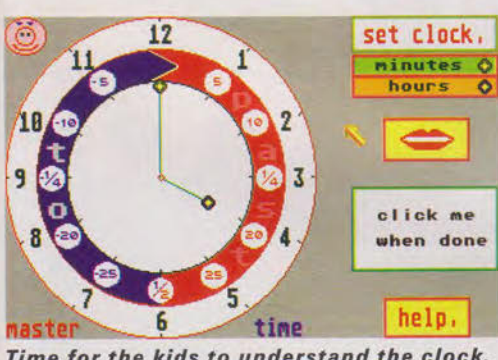 12
11
1
set clock.
-5
5
minutes
hours
10
-10
10
2
past
to
9
-1/4
1/4
3
8
-20
20
4
click me
when done
-25
25
7
1/2
5
6
master
time
help.
Time for the kids to understand the clock